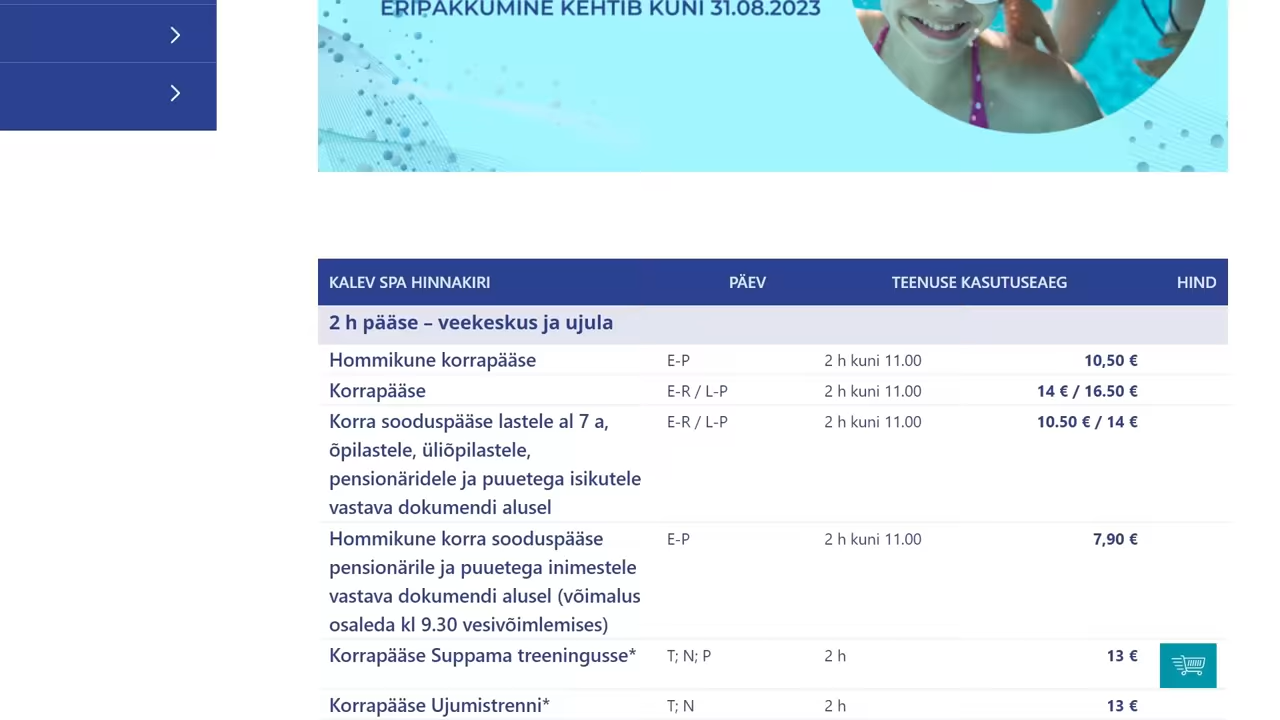 ERIPAKKUMINE KEHTIB KUNI 31.08.2023
KALEV SPA HINNAKIRI PÄEV TEENUSE KASUTUSEAEG HIND
2 h pääse – veekeskus ja ujula
Hommikune korrapääse E-P 2 h kuni 11.00 10,50 €
Korrapääse E-R / L-P 2 h kuni 11.00 14 € / 16.50 €
Korra sooduspääse lastele al 7 a, E-R / L-P 2 h kuni 11.00 10.50 € / 14 €
õpilastele, üliõpilastele,
pensionäridele ja puuetega isikutele
vastava dokumendi alusel
Hommikune korra sooduspääse E-P 2 h kuni 11.00 7,90 €
pensionärile ja puuetega inimestele
vastava dokumendi alusel (võimalus
osaleda kl 9.30 vesivõimlemises)
Korrapääse Suppama treeningusse* T; N; P 2 h 13 €
Korrapääse Ujumistrenni* T; N 2 h 13 €